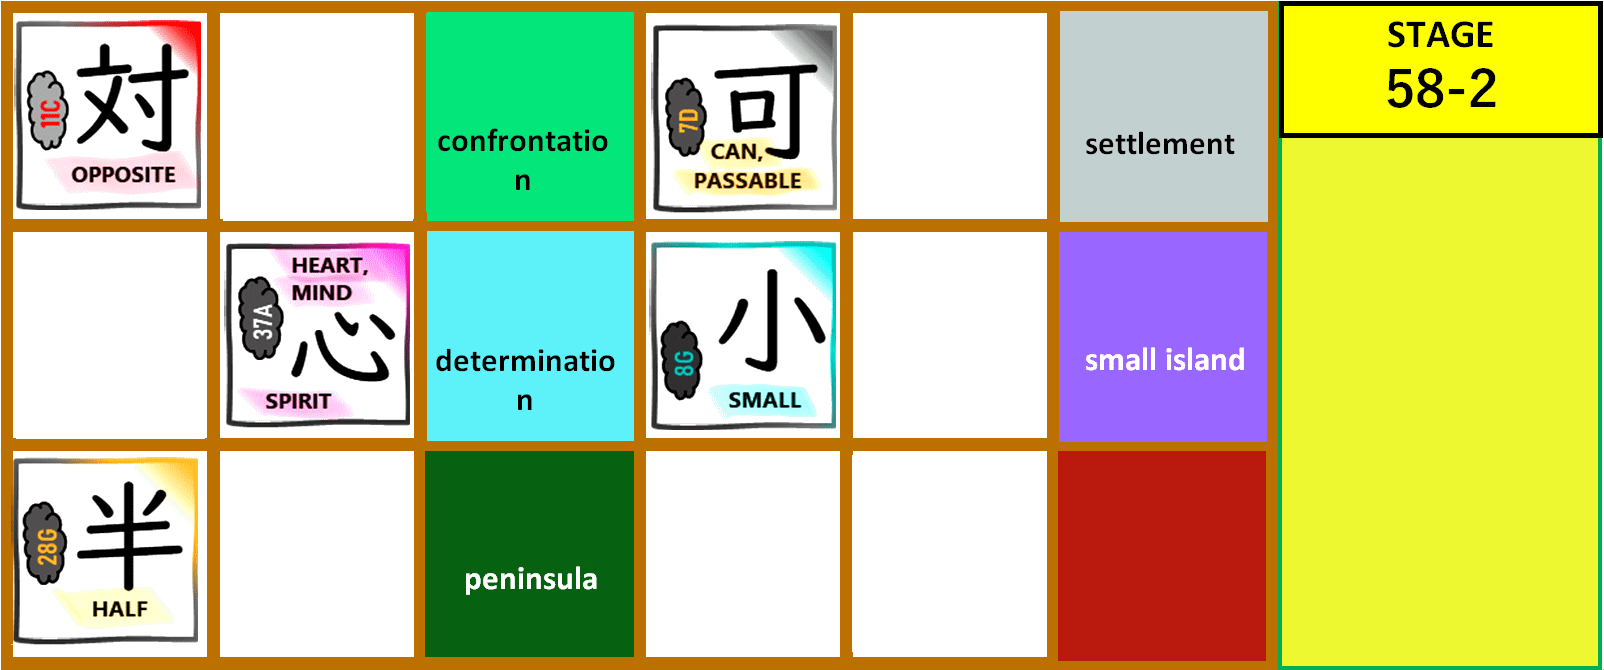 対
11C
OPPOSITE
confrontatio
n
可
7D
CAN,
PASSABLE
settlement
STAGE
58-2
HEART,
MIND
37A
心
SPIRIT
determinatio
n
小
8G
SMALL
small island
半
28G
HALF
peninsula